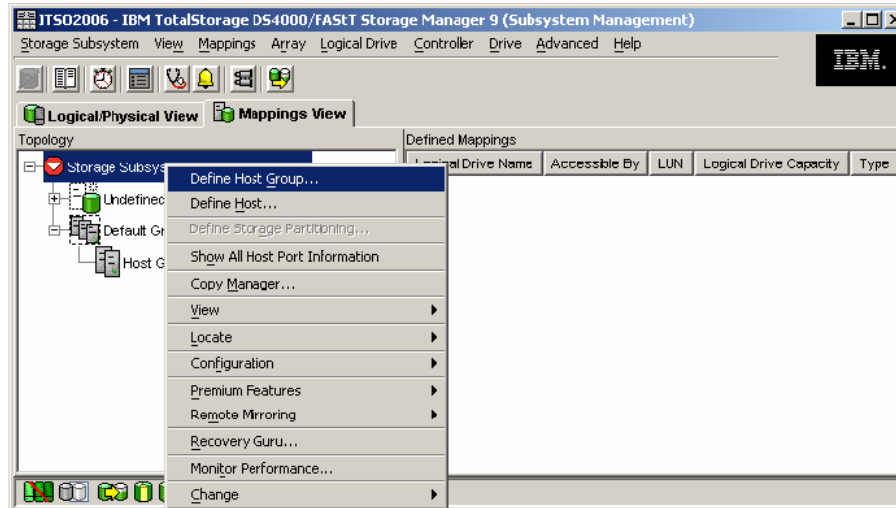 ITSO2006 - IBM TotalStorage DS4000/FAStT Storage Manager 9 (Subsystem Management)
Storage Subsystem View Mappings Array Logical Drive Controller Drive Advanced Help
IBM.
Logical/Physical View Mappings View
Topology
Defined Mappings
Drive Name Accessible By LUN Logical Drive Capacity Type
Storage Subsys
Undefined
Default Gr
Host G
Define Host Group...
Define Host...
Define Storage Partitioning...
Show All Host Port Information
Copy Manager...
View
Locate
Configuration
Premium Features
Remote Mirroring
Recovery Guru...
Monitor Performance...
Change